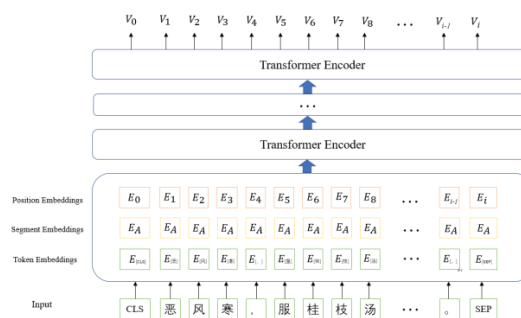 V0 V1 V2 V3 V4 V5 V6 V7 V8 ... Vi-1 Vi
Transformer Encoder
...
Transformer Encoder
Position Embeddings E0 E1 E2 E3 E4 E5 E6 E7 E8 ... Ei-1 Ei
Segment Embeddings EA EA EA EA EA EA EA EA EA ... EA EA
Token Embeddings E[CLS] E E E E E E E E ... E E[SEP]
Input CLS 恶 风 寒 , 服 桂 枝 汤 ... 。 SEP